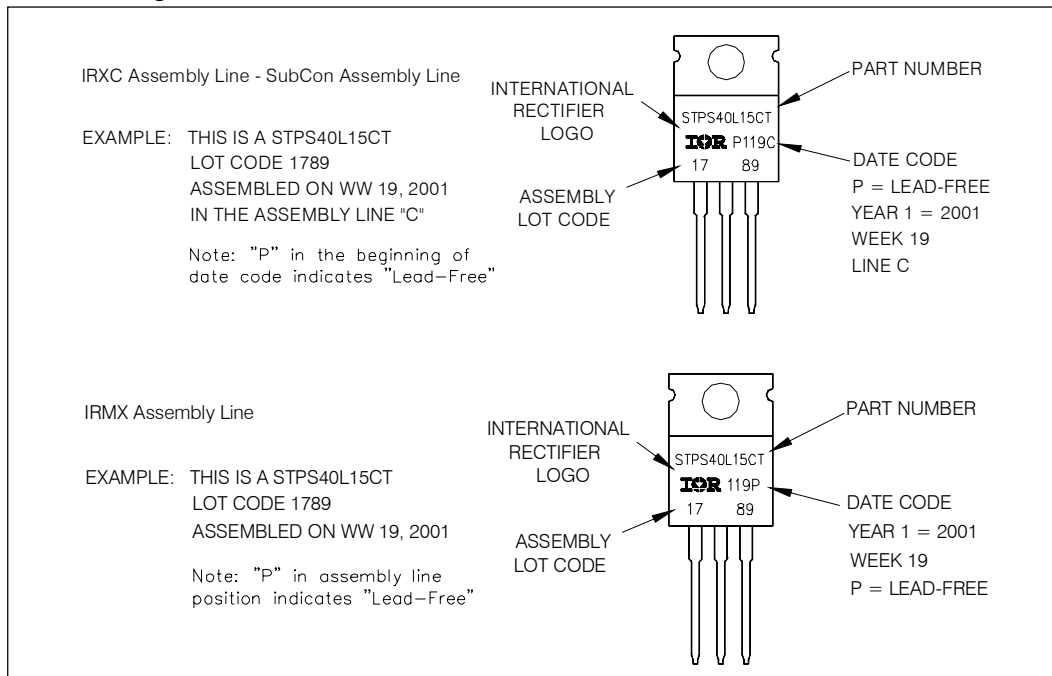 IRXC Assembly Line - SubCon Assembly Line
EXAMPLE: THIS IS A STPS40L15CT
LOT CODE 1789
ASSEMBLED ON WW 19, 2001
IN THE ASSEMBLY LINE "C"
Note: "P" in the beginning of
date code indicates "Lead-Free"
INTERNATIONAL
RECTIFIER
LOGO
ASSEMBLY
LOT CODE
STPS40L15CT
IOR P119C
17 89
PART NUMBER
DATE CODE
P = LEAD-FREE
YEAR 1 = 2001
WEEK 19
LINE C
IRMX Assembly Line
EXAMPLE: THIS IS A STPS40L15CT
LOT CODE 1789
ASSEMBLED ON WW 19, 2001
Note: "P" in assembly line
position indicates "Lead-Free"
INTERNATIONAL
RECTIFIER
LOGO
ASSEMBLY
LOT CODE
STPS40L15CT
IOR 119P
17 89
PART NUMBER
DATE CODE
YEAR 1 = 2001
WEEK 19
P = LEAD-FREE